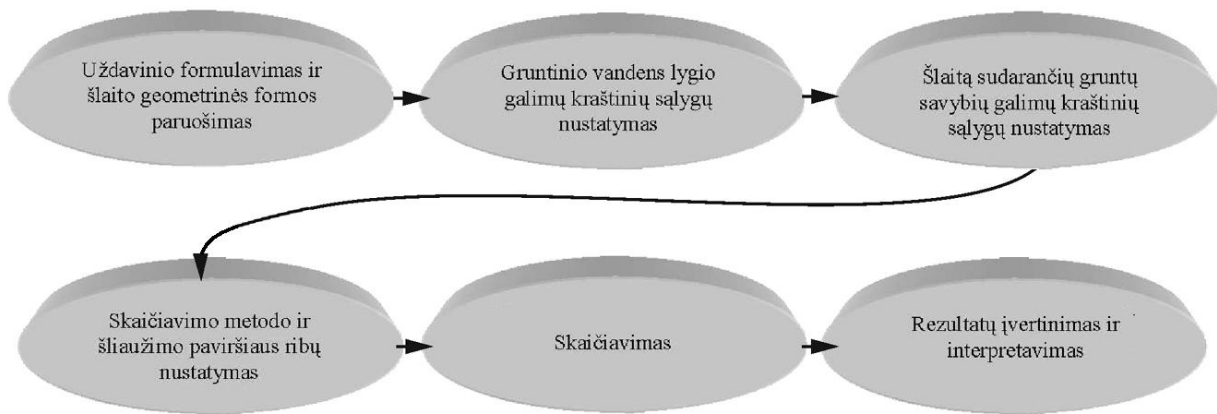 Uždavinio formulavimas ir
šlaito geometrinės formos
paruošimas
Gruntinio vandens lygio
galimų kraštinių sąlygų
nustatymas
Šlaitą sudarančių gruntų
savybių galimų kraštinių
sąlygų nustatymas
Skaičiavimo metodo ir
šliaužimo paviršiaus ribų
nustatymas
Skaičiavimas
Rezultatų įvertinimas ir
interpretavimas